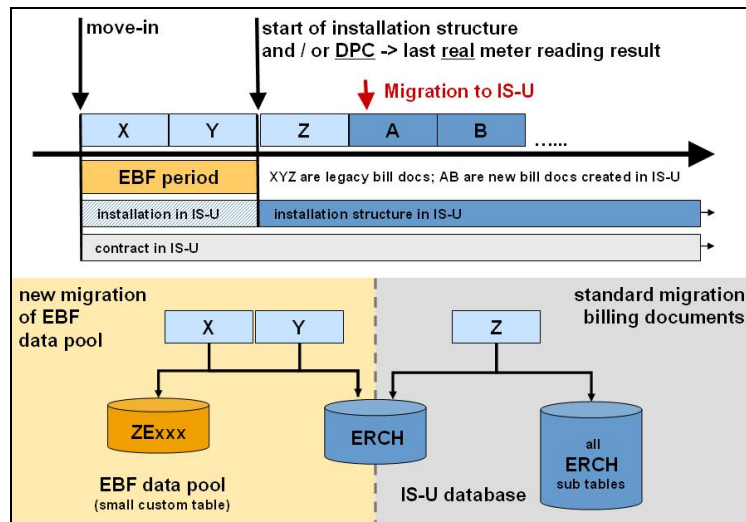 move-in
start of installation structure
and / or DPC -> last real meter reading result
Migration to IS-U
X Y Z A B ......
EBF period
XYZ are legacy bill docs; AB are new bill docs created in IS-U
installation in IS-U
installation structure in IS-U
contract in IS-U
new migration
of EBF
data pool
X Y
Z
standard migration
billing documents
ZExxx
ERCH
all
ERCH
sub tables
EBF data pool
(small custom table)
IS-U database